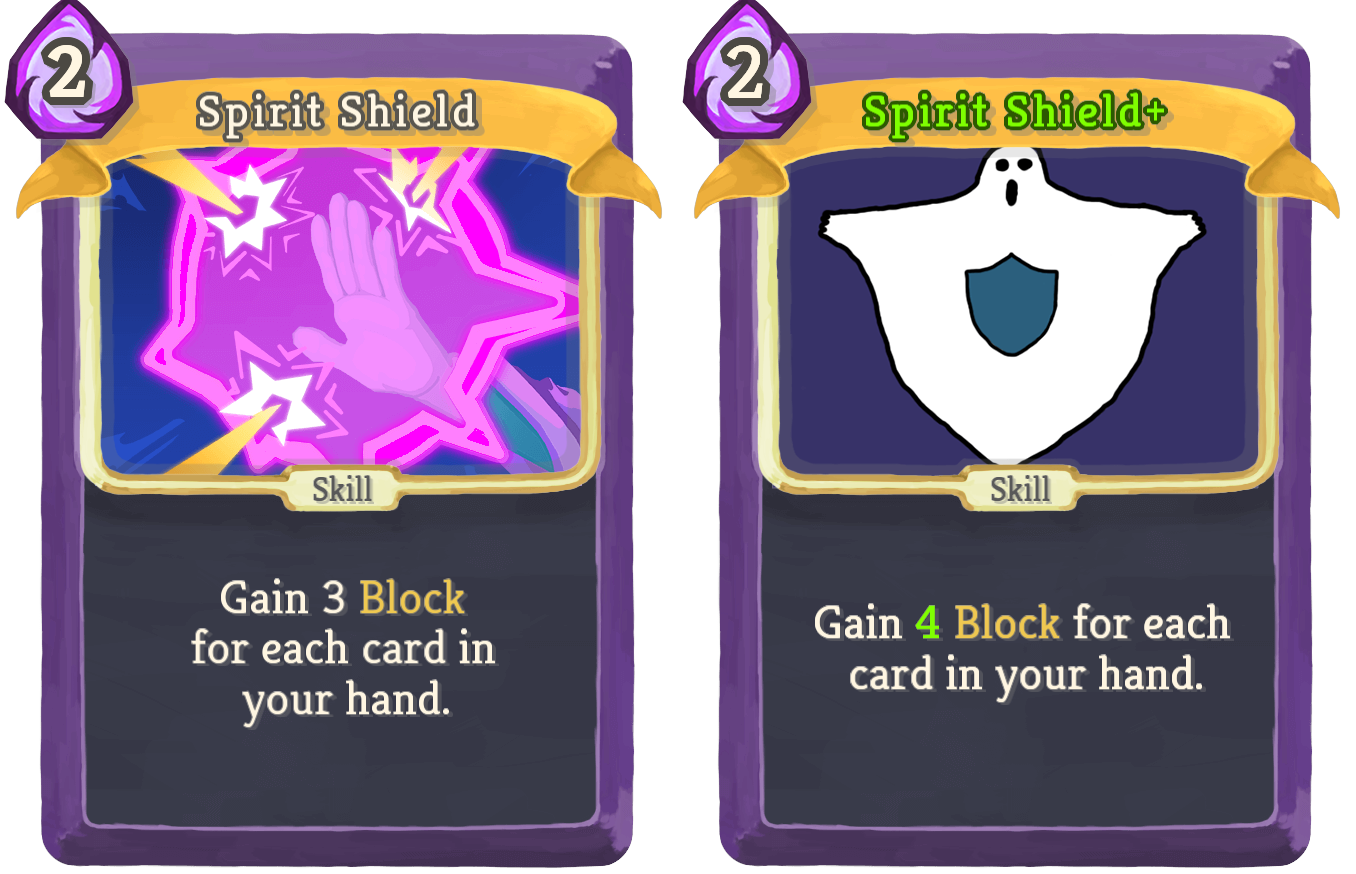 2
Spirit Shield
Skill
Gain 3 Block
for each card in
your hand.
2
Spirit Shield+
Skill
Gain 4 Block for each
card in your hand.